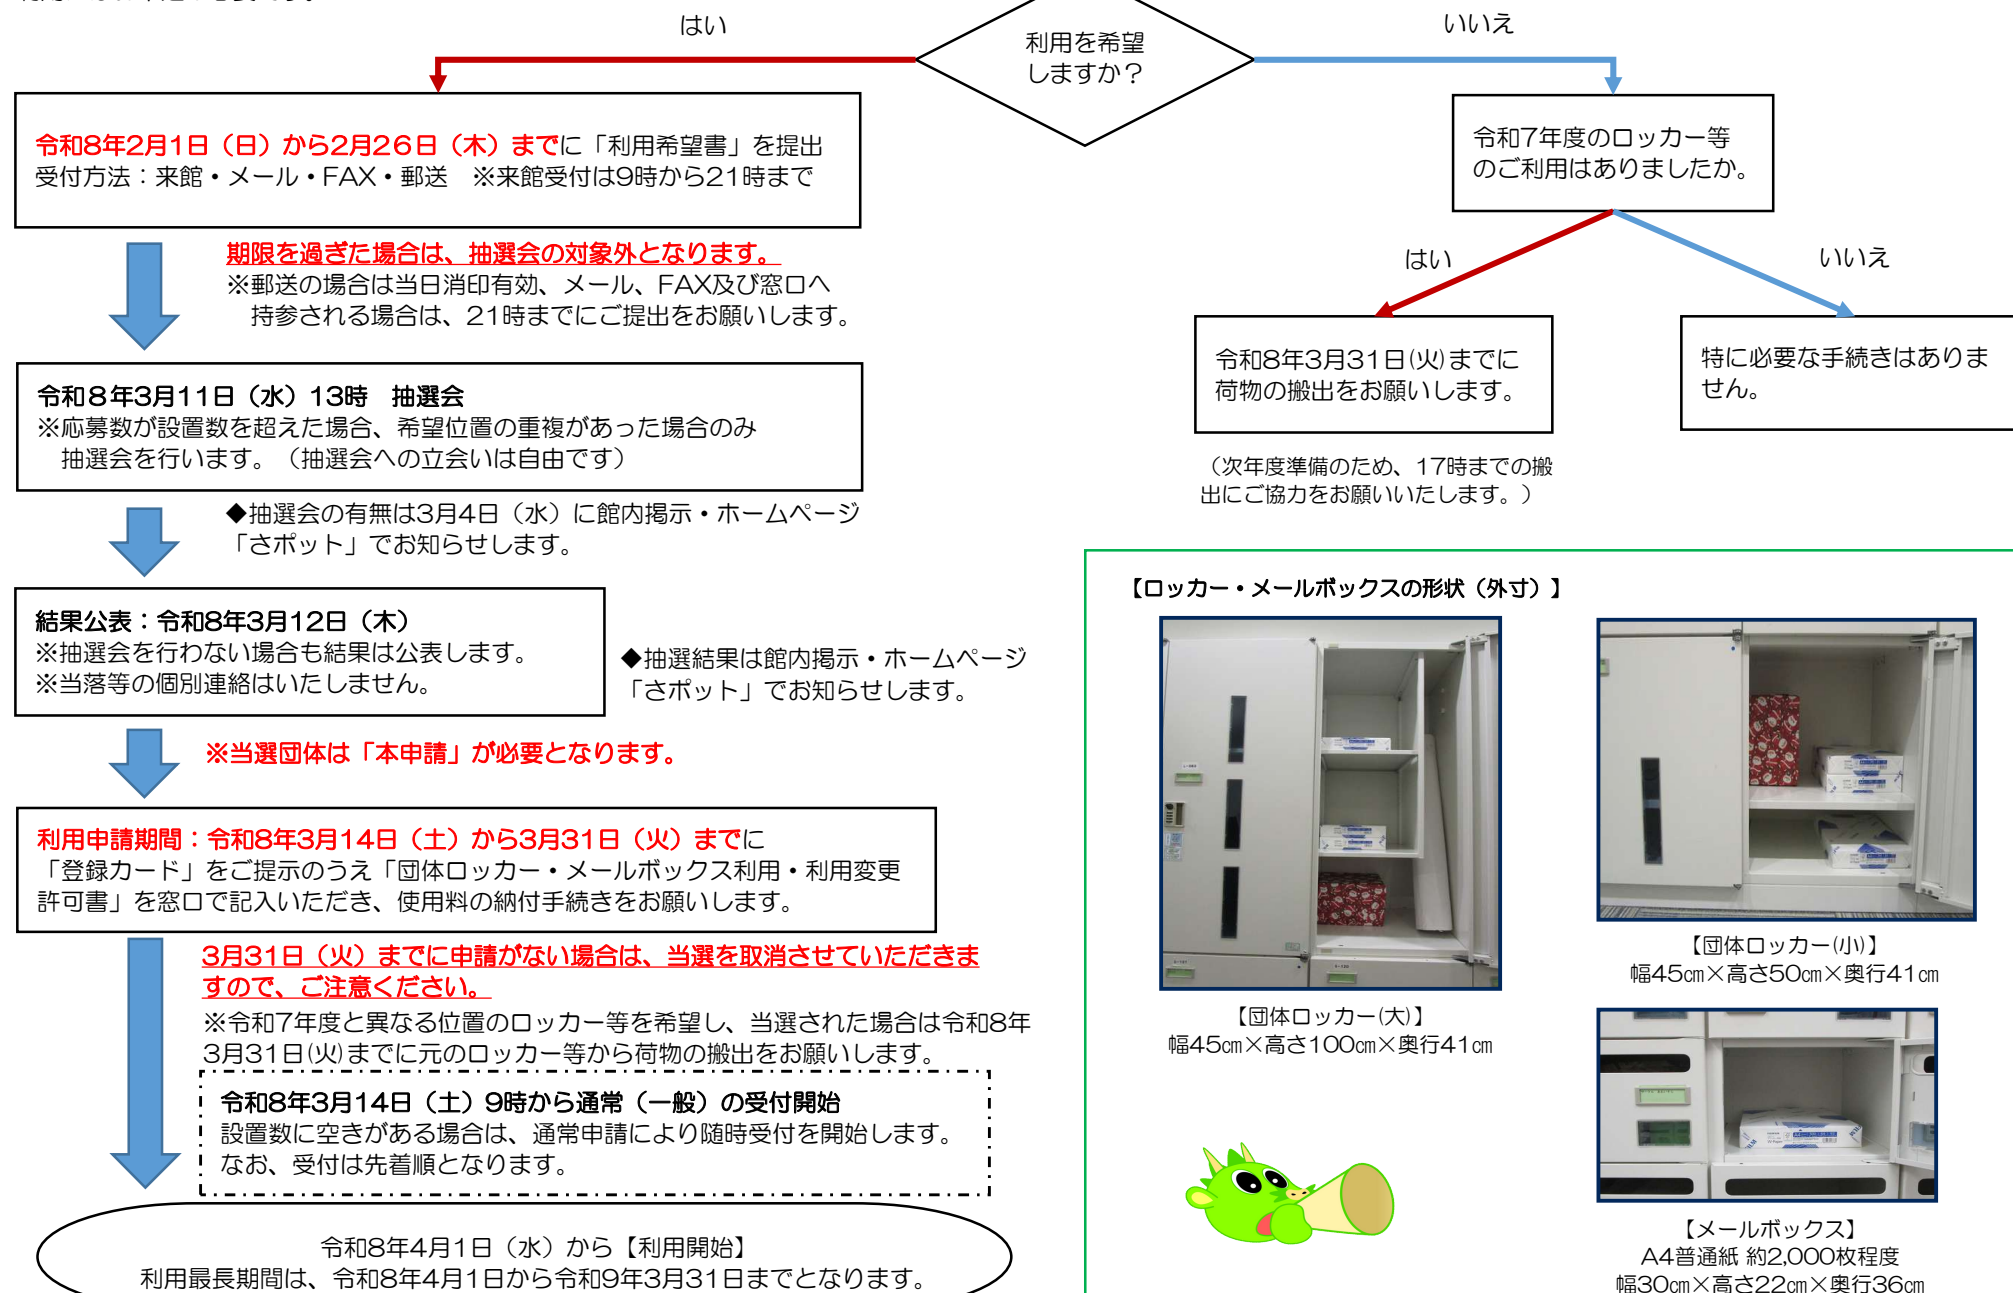 はい
利用を希望
しますか？
いいえ
令和8年2月1日（日）から2月26日（木）までに「利用希望書」を提出
受付方法：来館・メール・FAX・郵送　※来館受付は9時から21時まで
期限を過ぎた場合は、抽選会の対象外となります。
※郵送の場合は当日消印有効、メール、FAX及び窓口へ
持参される場合は、21時までにご提出をお願いします。
令和8年3月11日（水）13時　抽選会
※応募数が設置数を超えた場合、希望位置の重複があった場合のみ
抽選会を行います。（抽選会への立会いは自由です）
◆抽選会の有無は3月4日（水）に館内掲示・ホームページ
「さポット」でお知らせします。
結果公表：令和8年3月12日（木）
※抽選会を行わない場合も結果は公表します。
※当落等の個別連絡はいたしません。
◆抽選結果は館内掲示・ホームページ
「さポット」でお知らせします。
※当選団体は「本申請」が必要となります。
利用申請期間：令和8年3月14日（土）から3月31日（火）までに
「登録カード」をご提示のうえ「団体ロッカー・メールボックス利用・利用変更
許可書」を窓口で記入いただき、使用料の納付手続きをお願いします。
3月31日（火）までに申請がない場合は、当選を取消させていただきま
すので、ご注意ください。
※令和7年度と異なる位置のロッカー等を希望し、当選された場合は令和8年
3月31日(火)までに元のロッカー等から荷物の搬出をお願いします。
令和8年3月14日（土）9時から通常（一般）の受付開始
設置数に空きがある場合は、通常申請により随時受付を開始します。
なお、受付は先着順となります。
令和8年4月1日（水）から【利用開始】
利用最長期間は、令和8年4月1日から令和9年3月31日までとなります。
令和7年度のロッカー等
のご利用はありましたか。
はい
いいえ
令和8年3月31日(火)までに
荷物の搬出をお願いします。
（次年度準備のため、17時までの搬
出にご協力をお願いいたします。）
特に必要な手続きはありま
せん。
【ロッカー・メールボックスの形状（外寸）】
【団体ロッカー(大)】
幅45㎝×高さ100㎝×奥行41㎝
【団体ロッカー(小)】
幅45㎝×高さ50㎝×奥行41㎝
【メールボックス】
A4普通紙 約2,000枚程度
幅30㎝×高さ22㎝×奥行36㎝